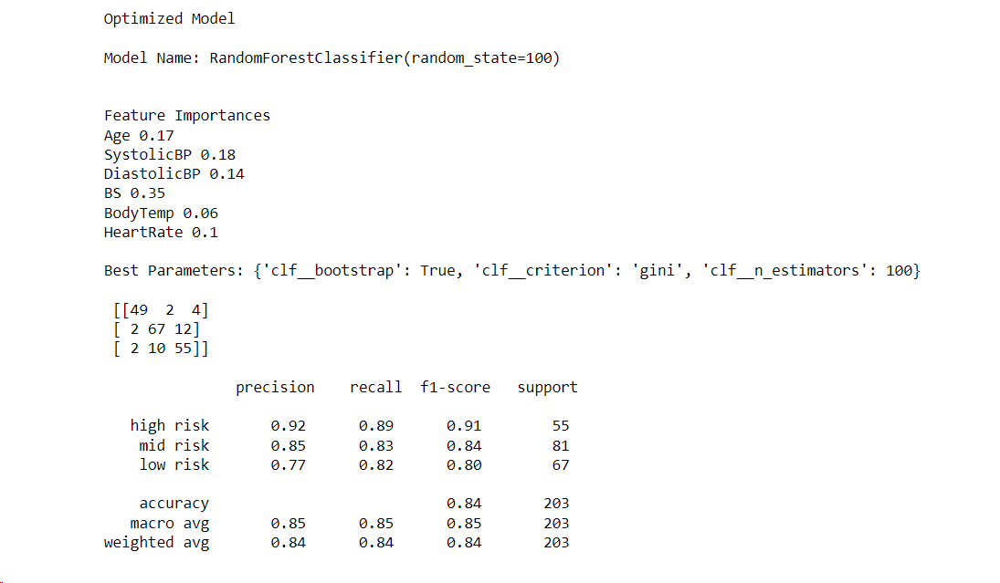 Optimized Model
Model Name: RandomForestClassifier(random_state=100)
Feature Importances
Age 0.17
SystolicBP 0.18
DiastolicBP 0.14
BS 0.35
BodyTemp 0.06
HeartRate 0.1
Best Parameters: {'clf__bootstrap': True, 'clf__criterion': 'gini', 'clf__n_estimators': 100}
[[49  2  4]
[ 2 67 12]
[ 2 10 55]]
precision    recall  f1-score   support
high risk       0.92      0.89      0.91        55
mid risk       0.85      0.83      0.84        81
low risk       0.77      0.82      0.80        67
accuracy                           0.84       203
macro avg       0.85      0.85      0.85       203
weighted avg       0.84      0.84      0.84       203